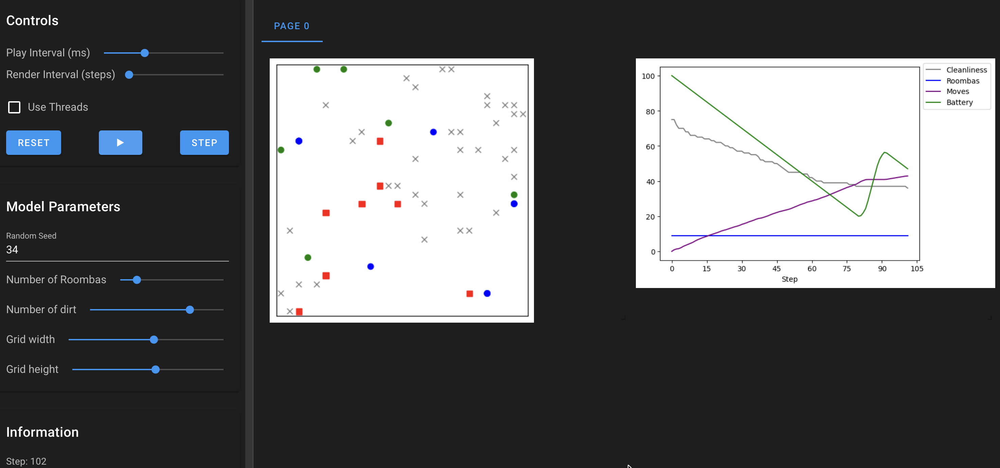 Controls
Play Interval (ms)
Render Interval (steps)
Use Threads
RESET
STEP
Model Parameters
Random Seed
34
Number of Roombas
Number of dirt
Grid width
Grid height
Information
Step: 102
PAGE 0
100
80
60
40
20
0
0 15 30 45 60 75 90 105
Step
Cleanliness
Roombas
Moves
Battery